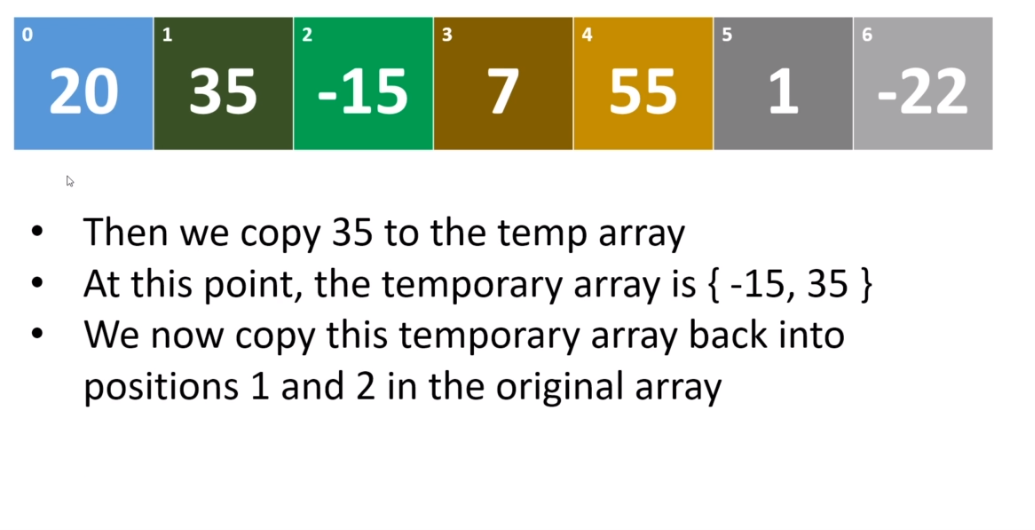 0 1 2 3 4 5 6
20 35 -15 7 55 1 -22
• Then we copy 35 to the temp array
• At this point, the temporary array is { -15, 35 }
• We now copy this temporary array back into
positions 1 and 2 in the original array